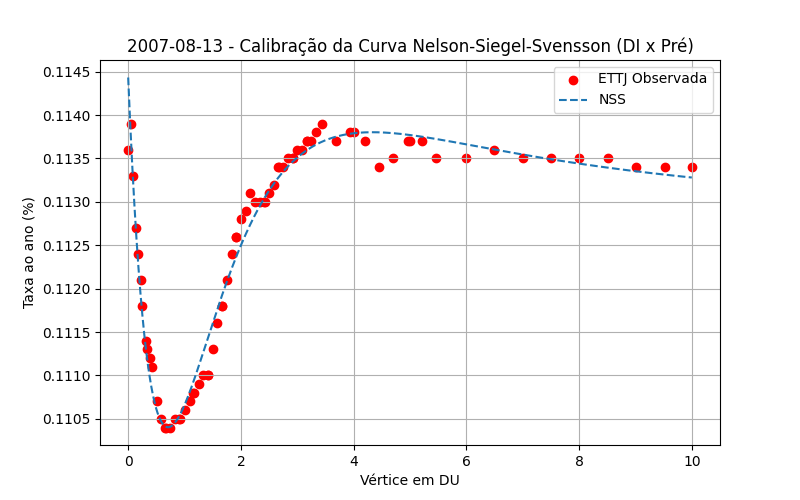 2007-08-13 - Calibração da Curva Nelson-Siegel-Svensson (DI x Pré)
ETTJ Observada
NSS
Taxa ao ano (%)
0.1145
0.1140
0.1135
0.1130
0.1125
0.1120
0.1115
0.1110
0.1105
0 2 4 6 8 10
Vértice em DU